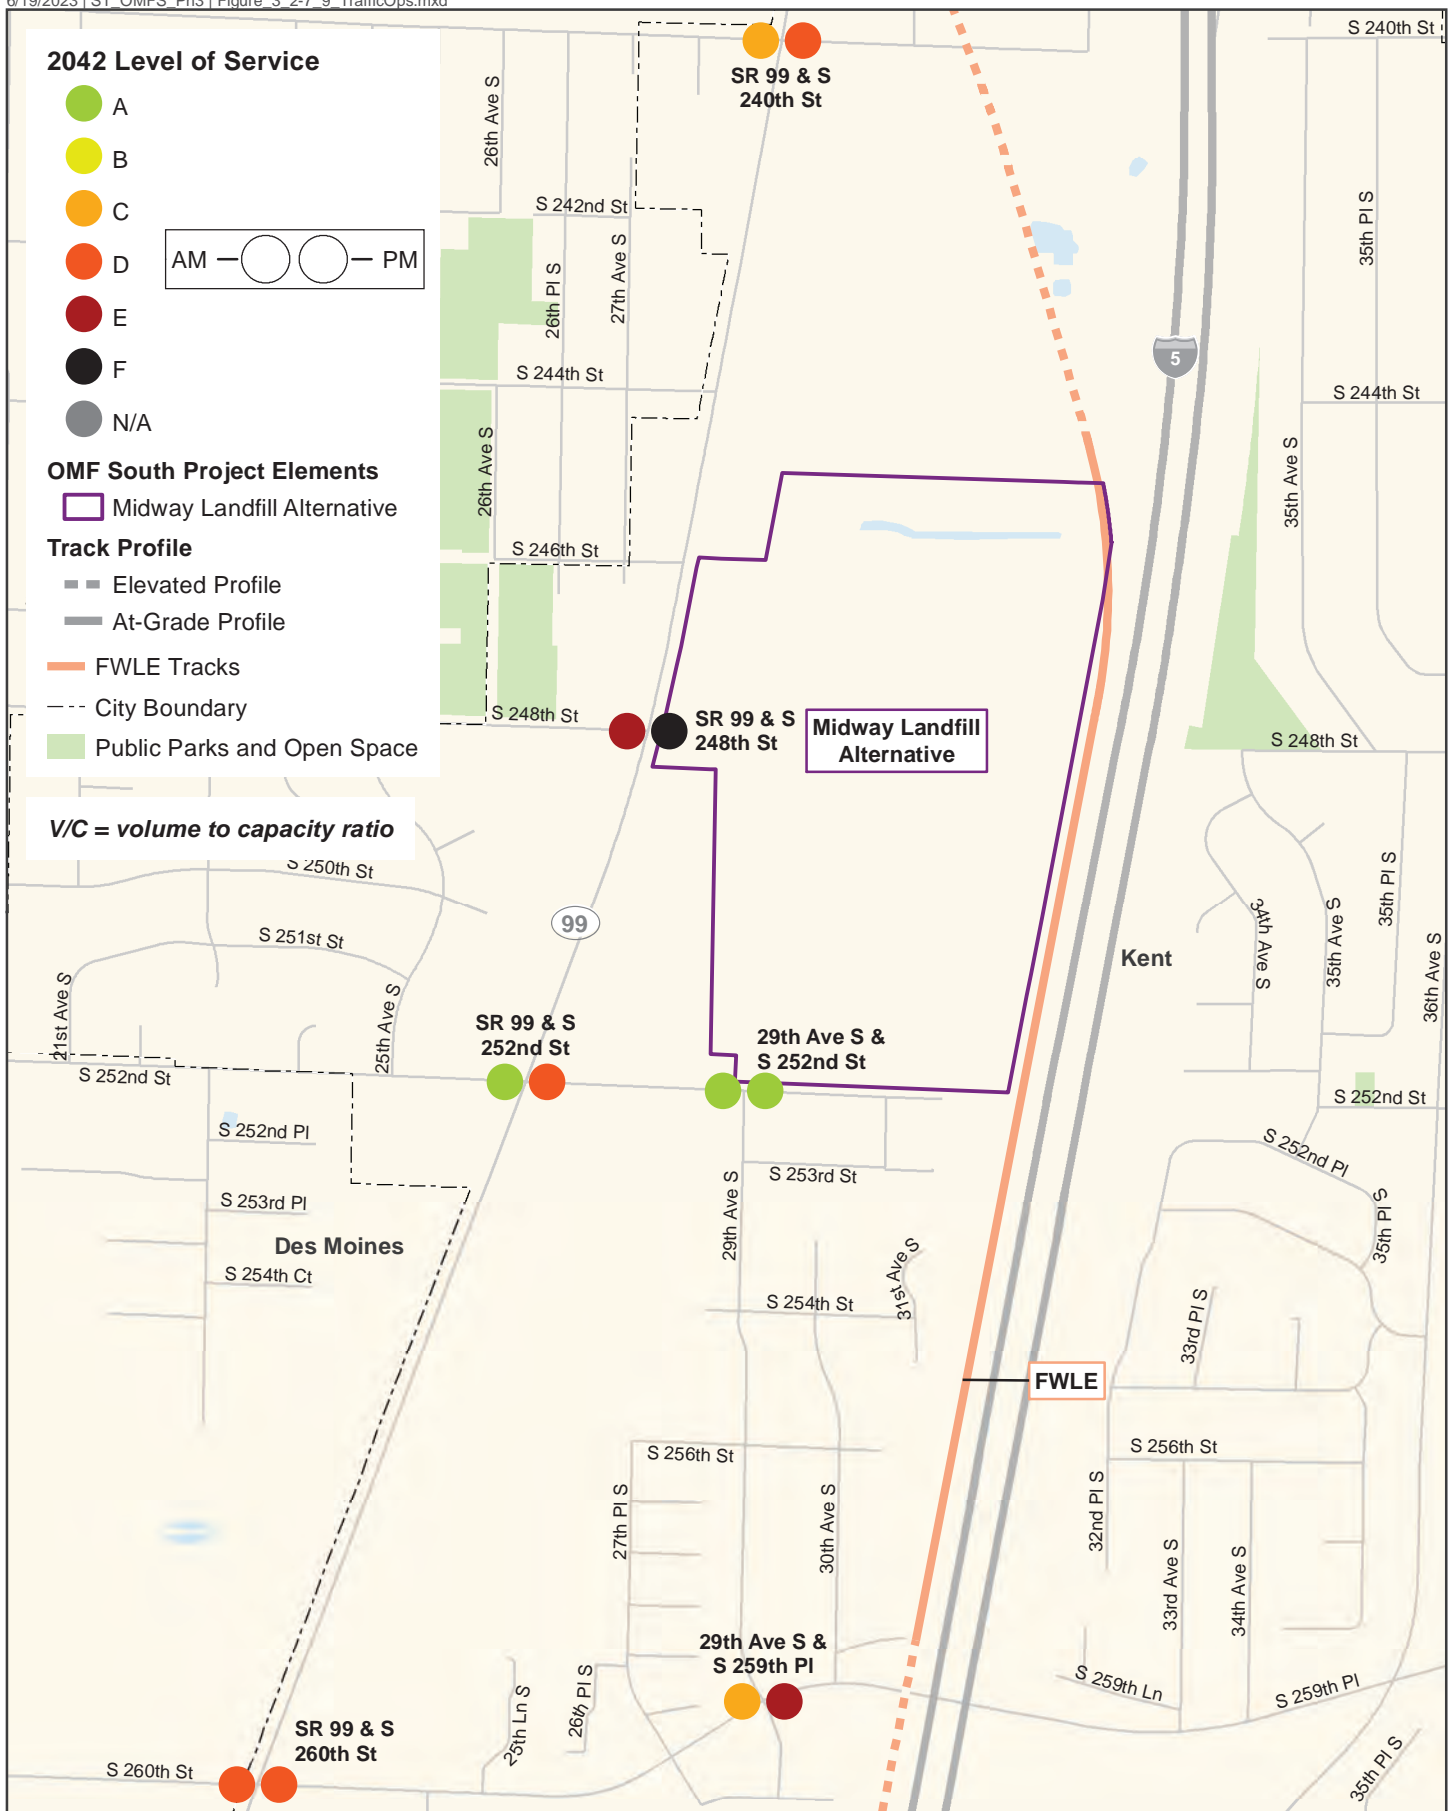 6/19/2023 | ST_OMFS_Ph3 | Figure_3_2-7_9_TrafficOps.mxd
2042 Level of Service
A
B
C
D
E
F
N/A
AM
PM
OMF South Project Elements
Midway Landfill Alternative
Track Profile
Elevated Profile
At-Grade Profile
FWLE Tracks
City Boundary
Public Parks and Open Space
V/C = volume to capacity ratio
SR 99 & S
240th St
S 240th St
26th Ave S
S 242nd St
26th Pl S
27th Ave S
35th Pl S
5
S 244th St
S 244th St
26th Ave S
35th Ave S
S 246th St
S 248th St
SR 99 & S
248th St
Midway Landfill
Alternative
S 248th St
S 250th St
35th Pl S
99
S 251st St
34th Ave S
35th Ave S
36th Ave S
Kent
21st Ave S
25th Ave S
SR 99 & S
252nd St
29th Ave S &
S 252nd St
S 252nd St
S 252nd St
S 252nd Pl
S 252nd Pl
S 253rd St
S 253rd Pl
29th Ave S
35th Pl S
Des Moines
31st Ave S
S 254th Ct
S 254th St
33rd Pl S
FWLE
S 256th St
S 256th St
27th Pl S
30th Ave S
32nd Pl S
33rd Ave S
34th Ave S
29th Ave S &
S 259th Pl
S 259th Ln
S 259th Pl
25th Ln S
26th Pl S
SR 99 & S
260th St
S 260th St
35th Pl S